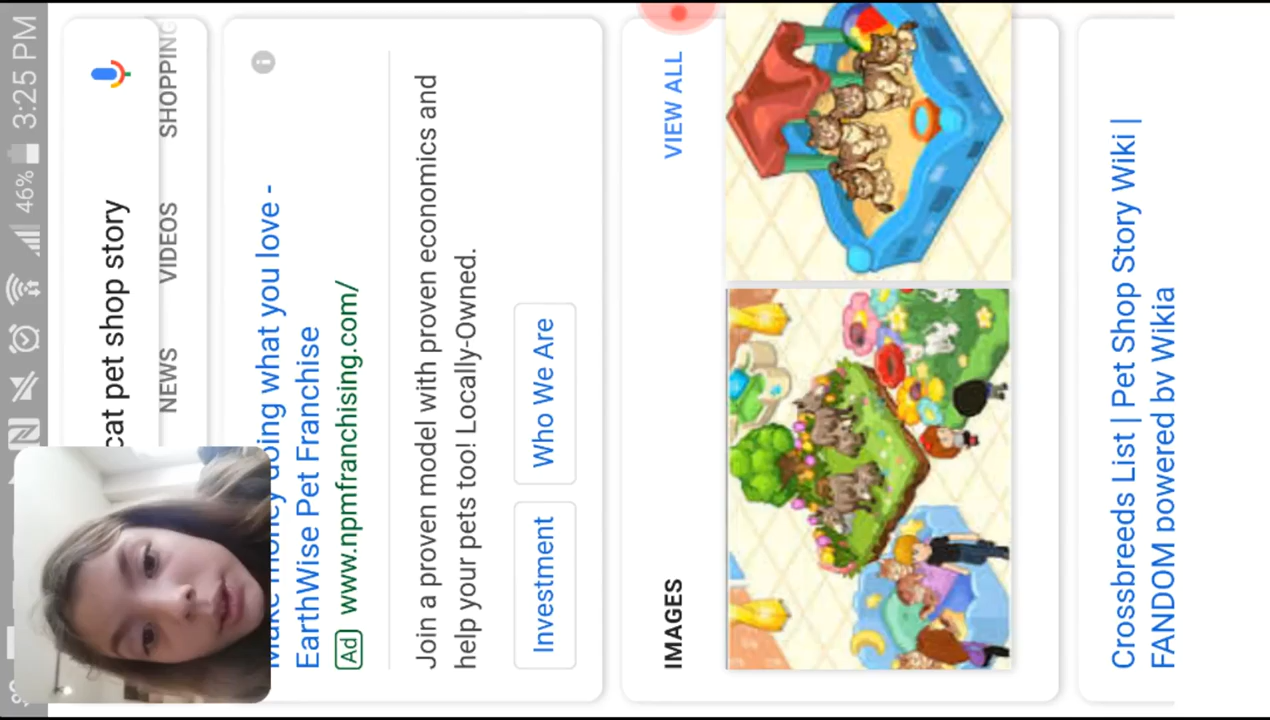 46% 3:25 PM
cat pet shop story
NEWS VIDEOS SHOPPING
Make money doing what you love -
EarthWise Pet Franchise
Ad www.npmfranchising.com/
Join a proven model with proven economics and
help your pets too! Locally-Owned.
Investment Who We Are
IMAGES VIEW ALL
Crossbreeds List | Pet Shop Story Wiki |
FANDOM powered by Wikia